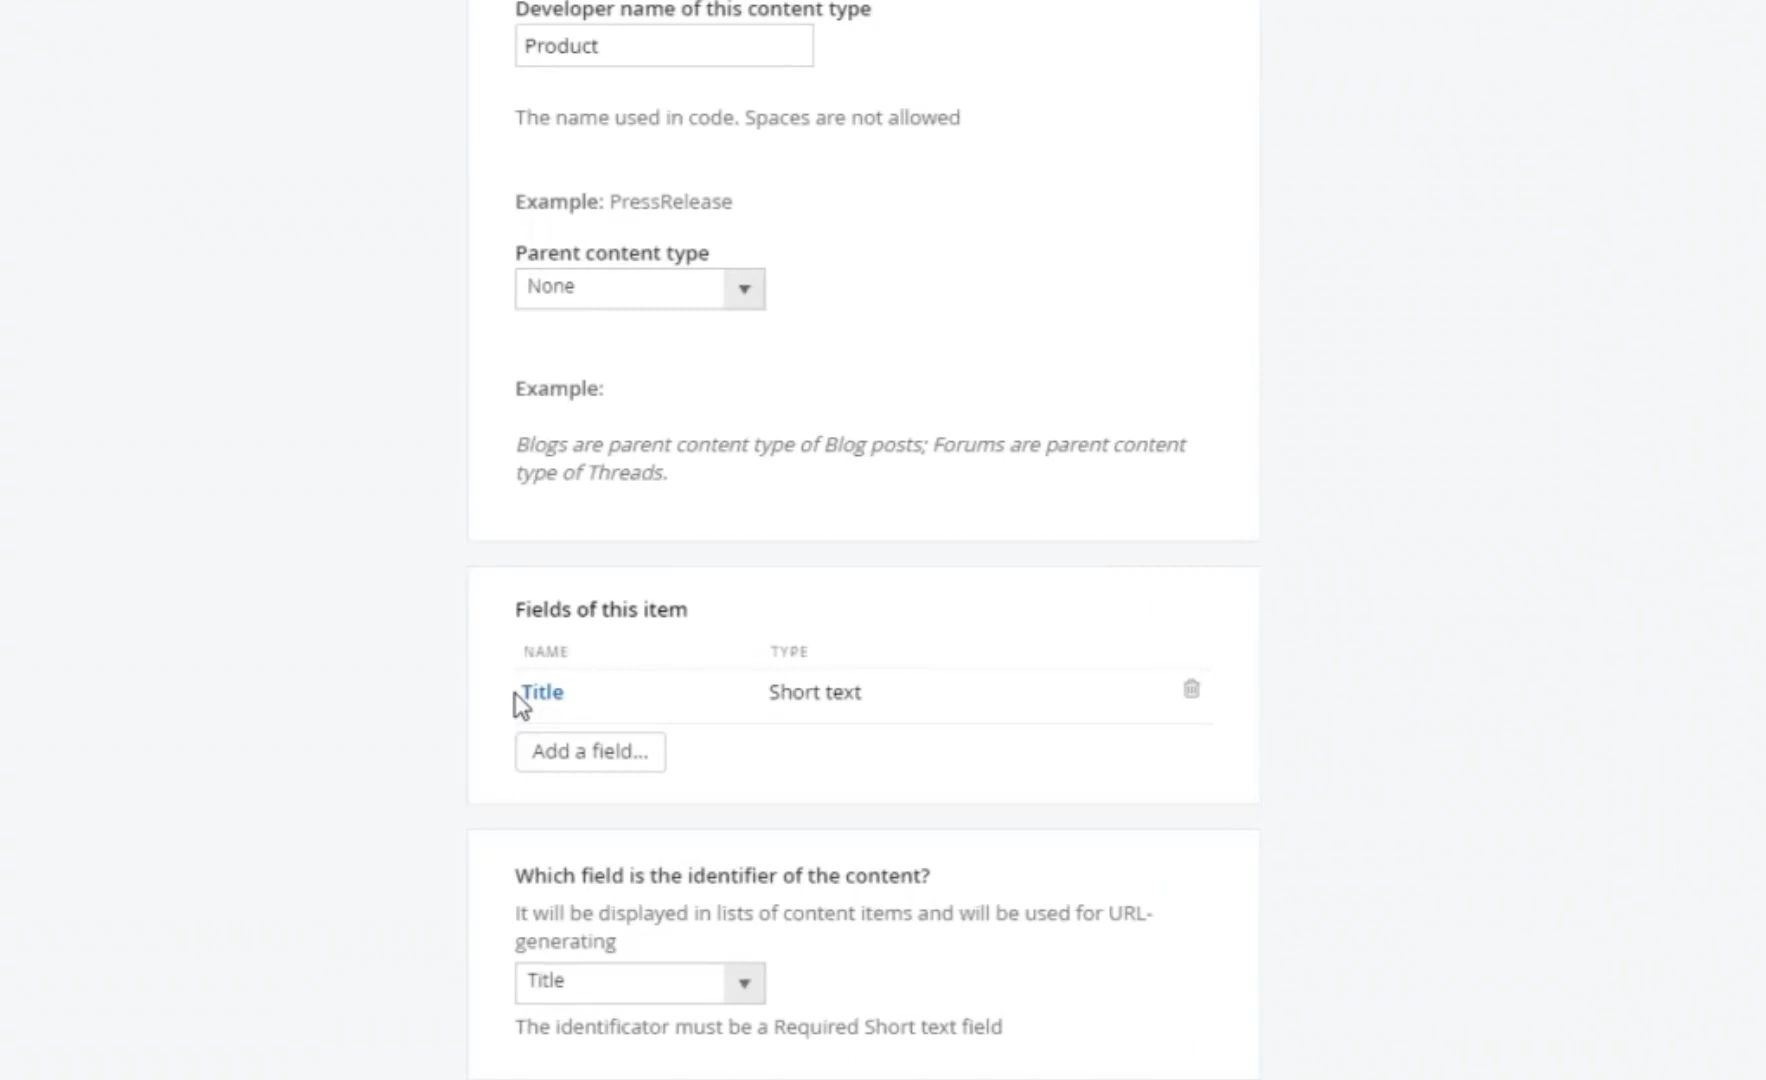 Developer name of this content type
Product
The name used in code. Spaces are not allowed
Example: PressRelease
Parent content type
None
Example:
Blogs are parent content type of Blog posts; Forums are parent content
type of Threads.
Fields of this item
NAME TYPE
Title Short text
Add a field...
Which field is the identifier of the content?
It will be displayed in lists of content items and will be used for URL-
generating
Title
The identificator must be a Required Short text field